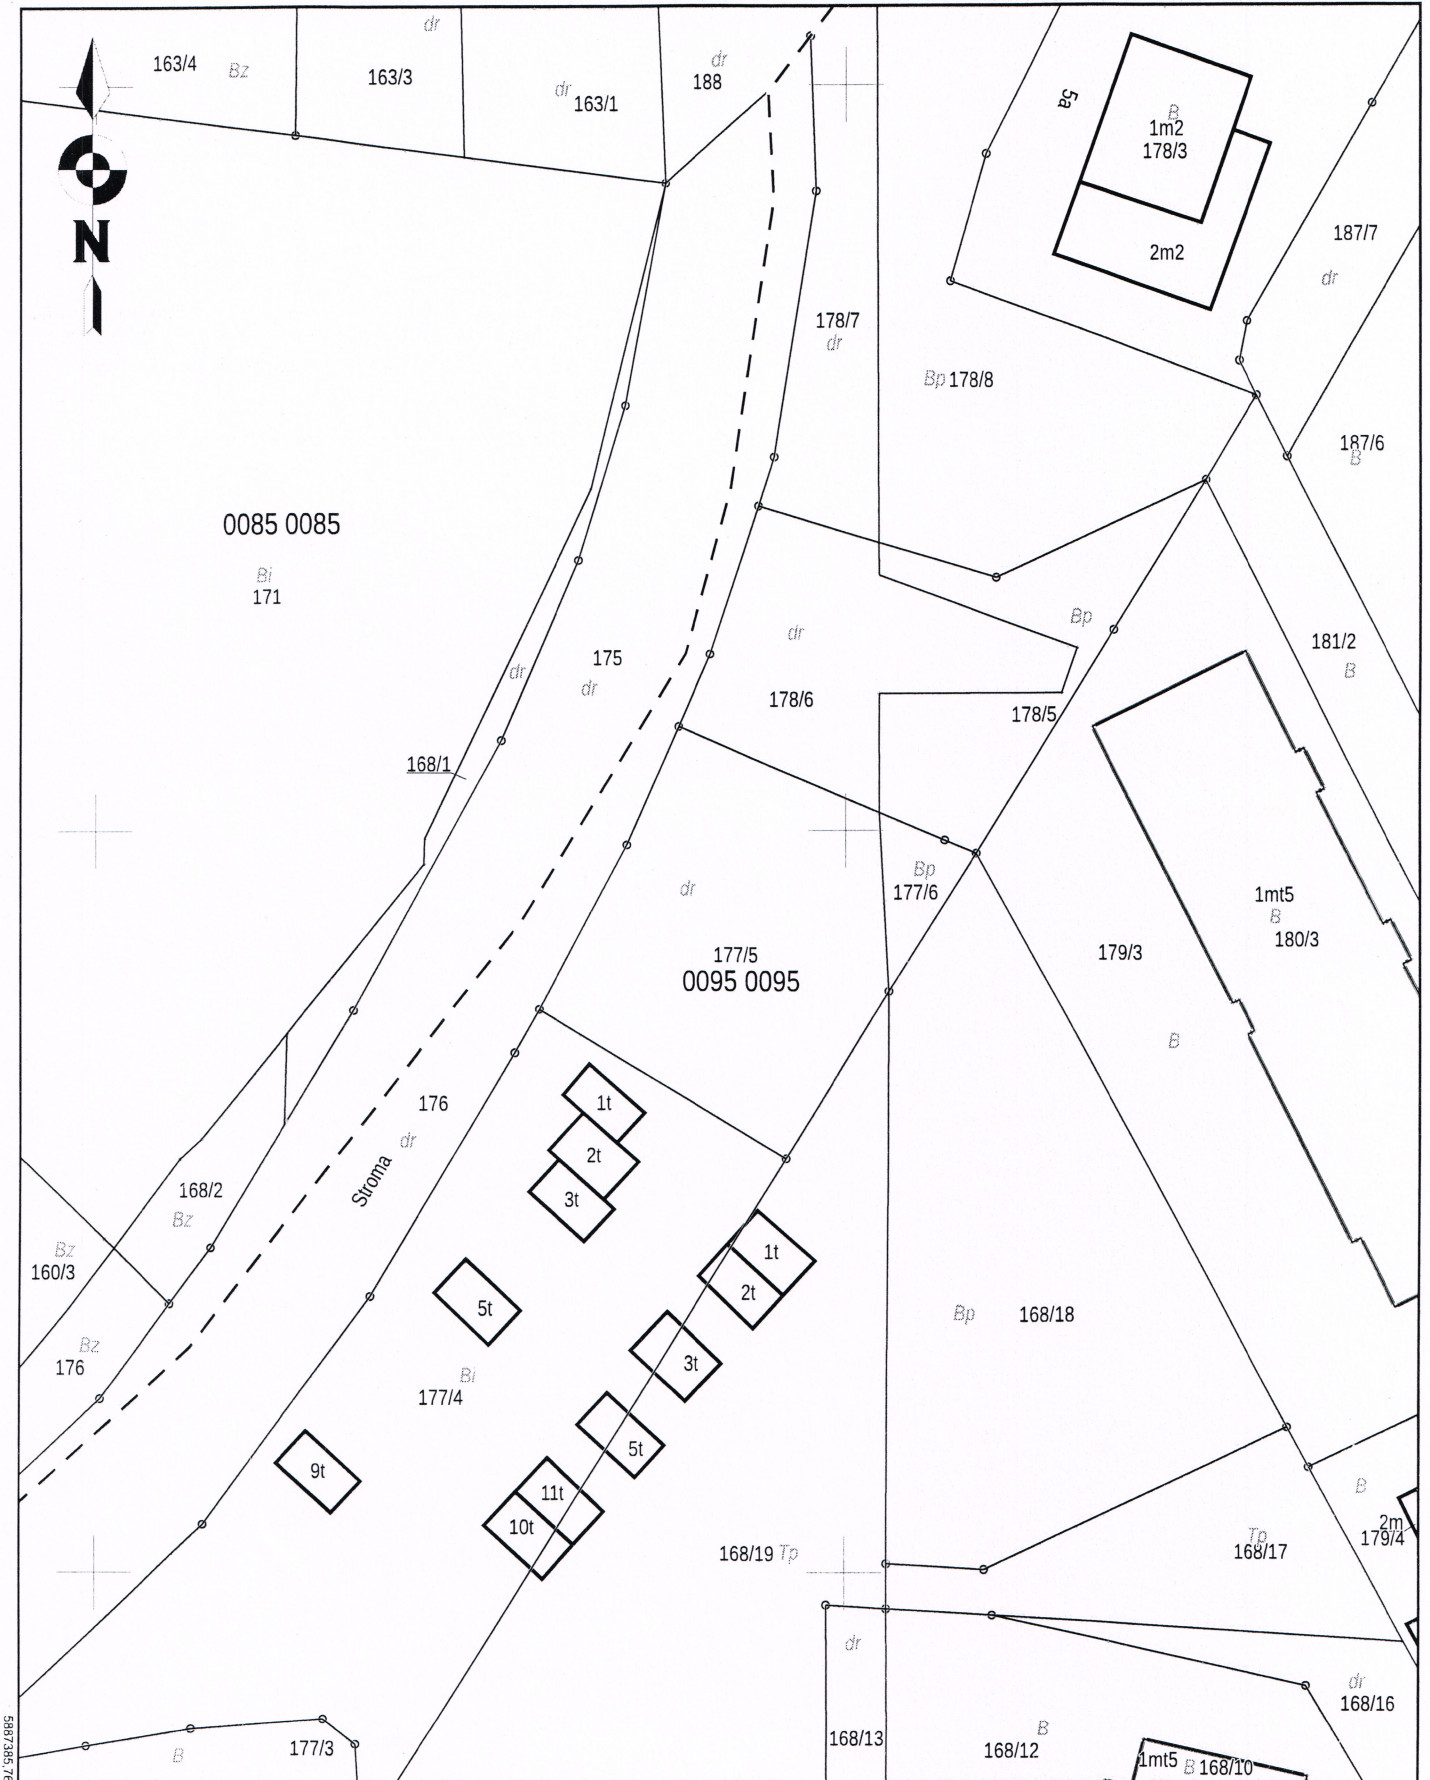 dr
163/4
Bz
163/3
dr
163/1
dr
188
5a
B
1m2
178/3
N
187/7
2m2
dr
178/7
dr
Bp 178/8
187/6
B
0085 0085
Bi
171
Bp
dr
175
dr
dr
181/2
B
178/6
178/5
168/1
dr
Bp
177/6
1mt5
B
180/3
177/5
0095 0095
179/3
B
1t
176
dr
2t
Stroma
3t
168/2
Bz
Bz
160/3
1t
2t
5t
Bp
168/18
Bz
176
3t
Bi
177/4
5t
9t
11t
10t
B
2m
179/4
168/19 Tp
Tp
168/17
dr
dr
168/16
168/13
B
168/12
177/3
B
1mt5
B 168/10
5887385.76